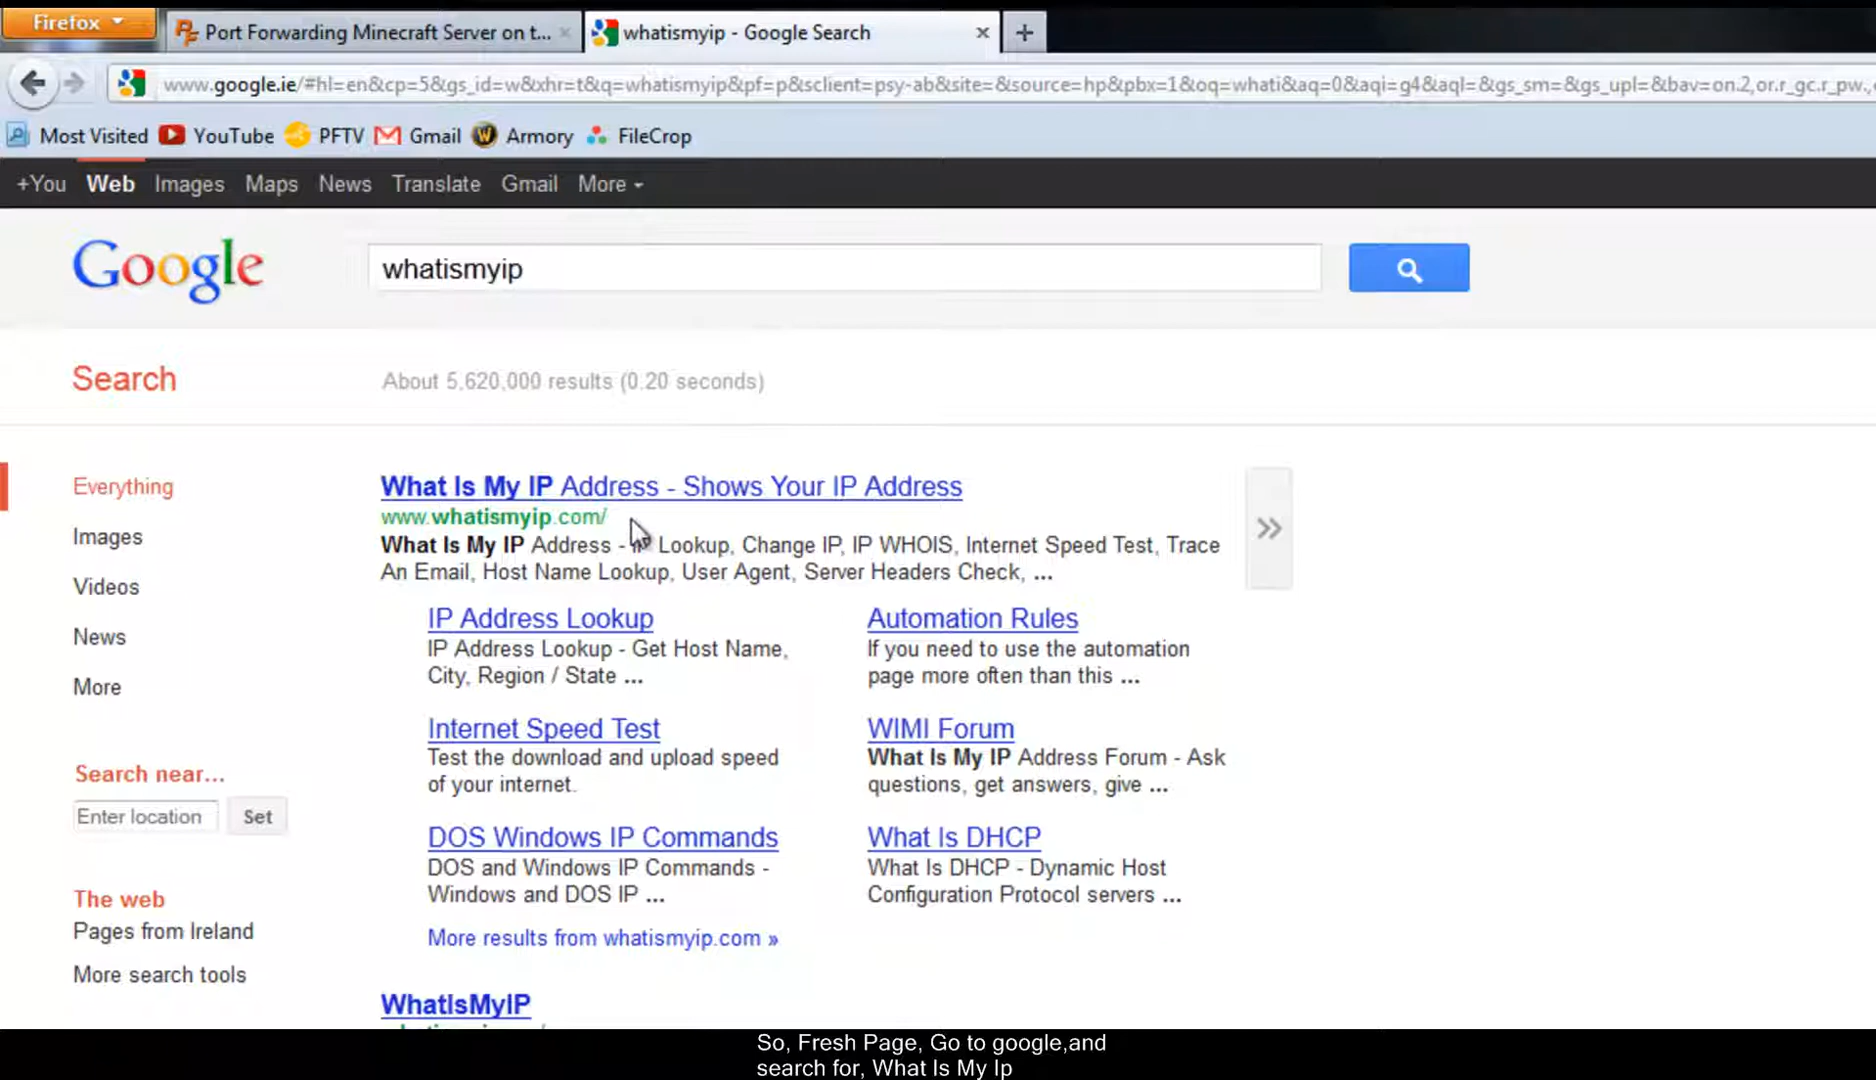 Firefox
Port Forwarding Minecraft Server on t...
whatismyip - Google Search
www.google.ie/#hl=en&cp=5&gs_id=w&xhr=t&q=whatismyip&pf=p&sclient=psy-ab&site=&source=hp&pbx=1&oq=whati&aq=0&aqi=g4&aql=&gs_sm=&gs_upl=&bav=on.2,or.r_gc.r_pw.,
Most Visited YouTube PFTV Gmail Armory FileCrop
+You Web Images Maps News Translate Gmail More
Google
whatismyip
Search
About 5,620,000 results (0.20 seconds)
Everything
Images
Videos
News
More
Search near...
Enter location Set
The web
Pages from Ireland
More search tools
What Is My IP Address - Shows Your IP Address
www.whatismyip.com/
What Is My IP Address - IP Lookup, Change IP, IP WHOIS, Internet Speed Test, Trace
An Email, Host Name Lookup, User Agent, Server Headers Check, ...
IP Address Lookup
IP Address Lookup - Get Host Name,
City, Region / State ...
Automation Rules
If you need to use the automation
page more often than this ...
Internet Speed Test
Test the download and upload speed
of your internet.
WIMI Forum
What Is My IP Address Forum - Ask
questions, get answers, give ...
DOS Windows IP Commands
DOS and Windows IP Commands -
Windows and DOS IP ...
What Is DHCP
What Is DHCP - Dynamic Host
Configuration Protocol servers ...
More results from whatismyip.com »
WhatIsMyIP
So, Fresh Page, Go to google,and
search for, What Is My Ip